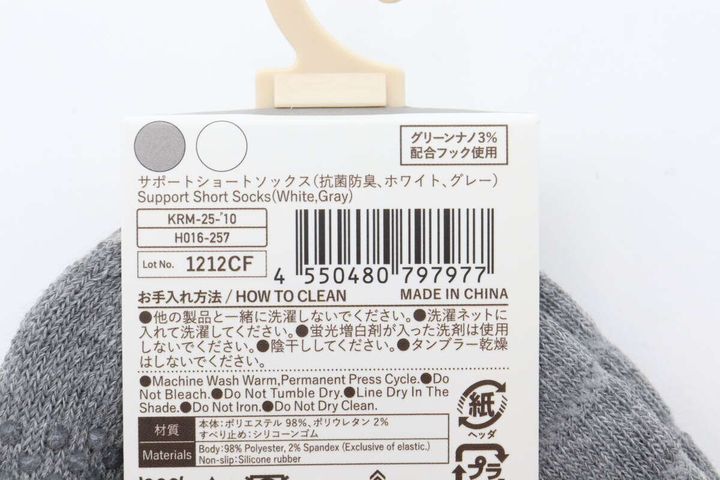 グリーンナノ3%
配合フック使用
サポートショートソックス(抗菌防臭、ホワイト、グレー)
Support Short Socks(White,Gray)
KRM-25-'10
H016-257
Lot No. 1212CF
4 550480 797977
お手入れ方法/HOW TO CLEAN
MADE IN CHINA
●他の製品と一緒に洗濯しないでください。●洗濯ネットに
入れて洗濯してください。●蛍光増白剤が入った洗剤は使用
しないでください。●陰干ししてください。●タンブラー乾燥
はしないでください。
●Machine Wash Warm,Permanent Press Cycle.●Do
Not Bleach.●Do Not Tumble Dry.●Line Dry In The
Shade.●Do Not Iron.●Do Not Dry Clean.
材質
本体:ポリエステル 98%、ポリウレタン 2%
すべり止め:シリコーンゴム
Materials
Body:98% Polyester, 2% Spandex (Exclusive of elastic.)
Non-slip:Silicone rubber
紙
ヘッダ
プラ